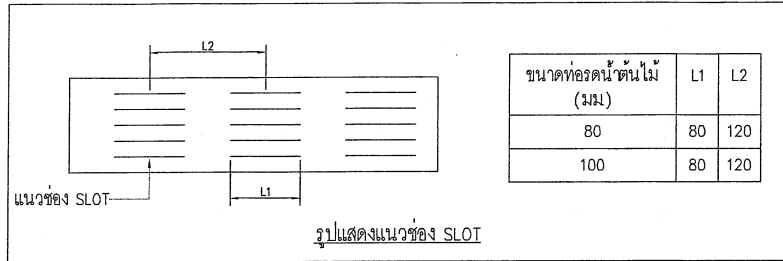 L2
แนวช่อง SLOT
L1
รูปแสดงแนวช่อง SLOT
ขนาดท่อรดน้ำต้นไม้ L1 L2
(มม)
80 80 120
100 80 120